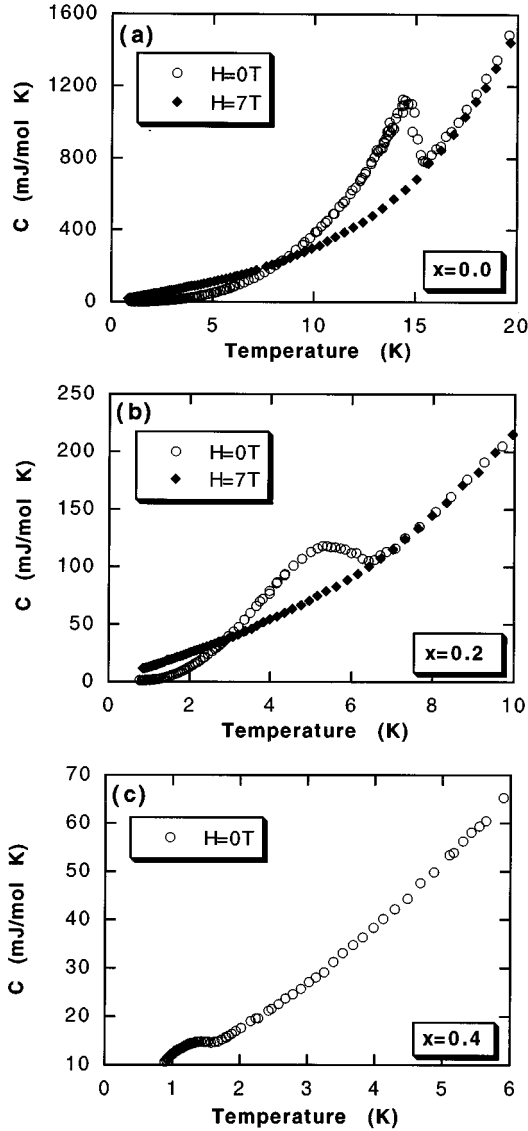 (a)
H=0T
H=7T
1600
1200
800
400
0
C (mJ/mol K)
x=0.0
5 10 15 20
Temperature (K)
(b)
H=0T
H=7T
250
200
150
100
50
0
C (mJ/mol K)
x=0.2
0 2 4 6 8 10
Temperature (K)
(c)
H=0T
70
60
50
40
30
20
10
C (mJ/mol K)
x=0.4
0 1 2 3 4 5 6
Temperature (K)